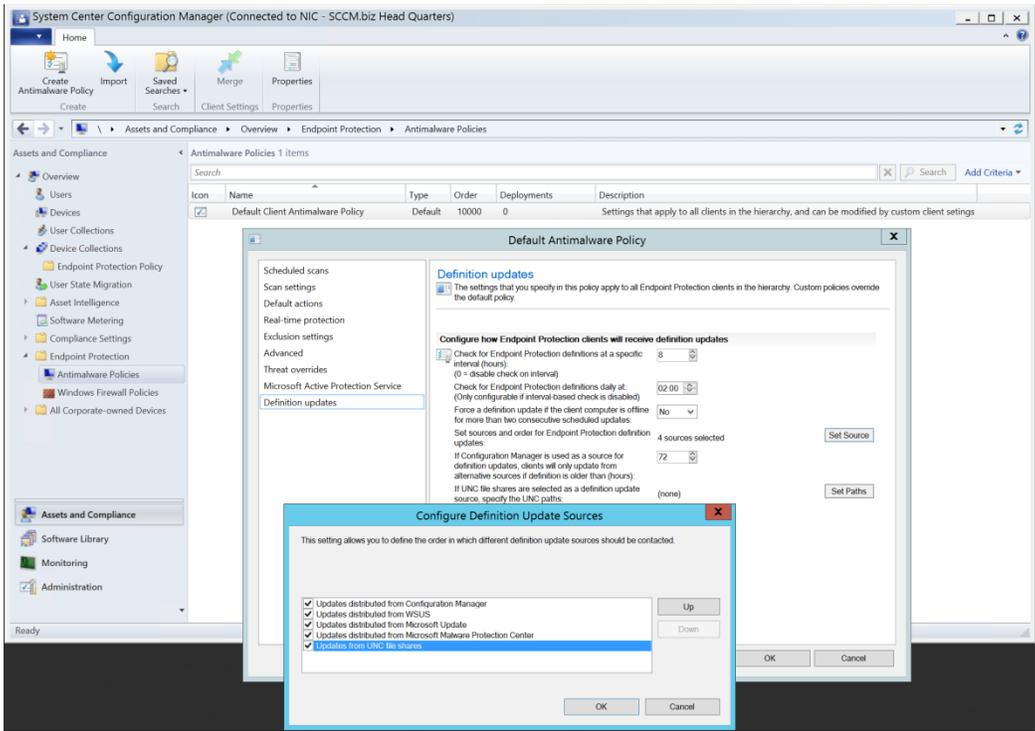 System Center Configuration Manager (Connected to NIC - SCCM.biz Head Quarters)
Home
Create Antimalware Policy
Import
Saved Searches
Merge
Properties
Create
Search
Client Settings
Properties
\ Assets and Compliance Overview Endpoint Protection Antimalware Policies
Assets and Compliance
Overview
Users
Devices
User Collections
Device Collections
Endpoint Protection Policy
User State Migration
Asset Intelligence
Software Metering
Compliance Settings
Endpoint Protection
Antimalware Policies
Windows Firewall Policies
All Corporate-owned Devices
Assets and Compliance
Software Library
Monitoring
Administration
Ready
Antimalware Policies 1 items
Search
Search
Add Criteria
Icon Name Type Order Deployments Description
Default Client Antimalware Policy Default 10000 0 Settings that apply to all clients in the hierarchy, and can be modified by custom client setings
Default Antimalware Policy
X
Scheduled scans
Scan settings
Default actions
Real-time protection
Exclusion settings
Advanced
Threat overrides
Microsoft Active Protection Service
Definition updates
Definition updates
The settings that you specify in this policy apply to all Endpoint Protection clients in the hierarchy. Custom policies override
the default policy.
Configure how Endpoint Protection clients will receive definition updates
Check for Endpoint Protection definitions at a specific
interval (hours):
(0 = disable check on interval)
8
Check for Endpoint Protection definitions daily at:
(Only configurable if interval-based check is disabled)
02:00
Force a definition update if the client computer is offline
for more than two consecutive scheduled updates:
No
Set sources and order for Endpoint Protection definition
updates:
4 sources selected
Set Source
If Configuration Manager is used as a source for
definition updates, clients will only update from
alternative sources if definition is older than (hours):
72
If UNC file shares are selected as a definition update
source, specify the UNC paths:
(none)
Set Paths
OK
Cancel
Configure Definition Update Sources
X
This setting allows you to define the order in which different definition update sources should be contacted.
Updates distributed from Configuration Manager
Updates distributed from WSUS
Updates distributed from Microsoft Update
Updates distributed from Microsoft Malware Protection Center
Updates from UNC file shares
Up
Down
OK
Cancel